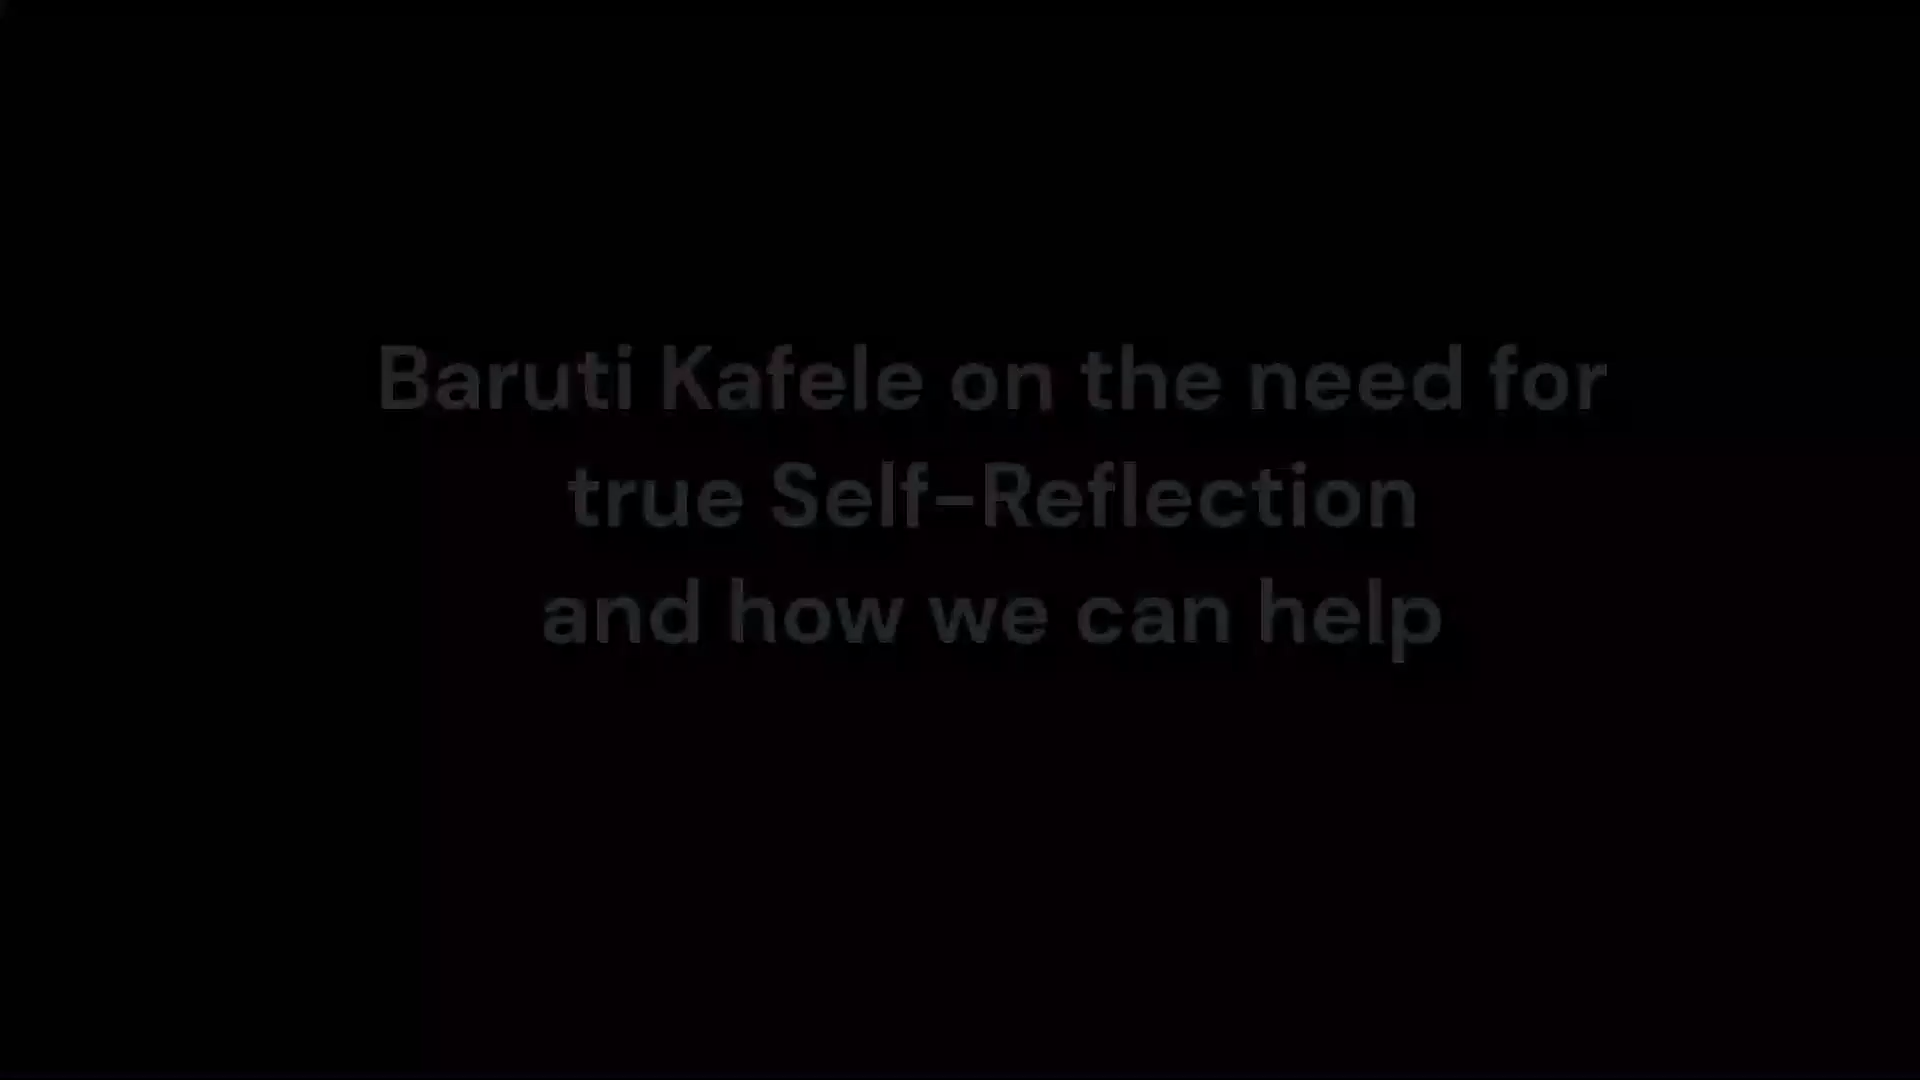 Baruti Kafele on the need for
true Self-Reflection
and how we can help